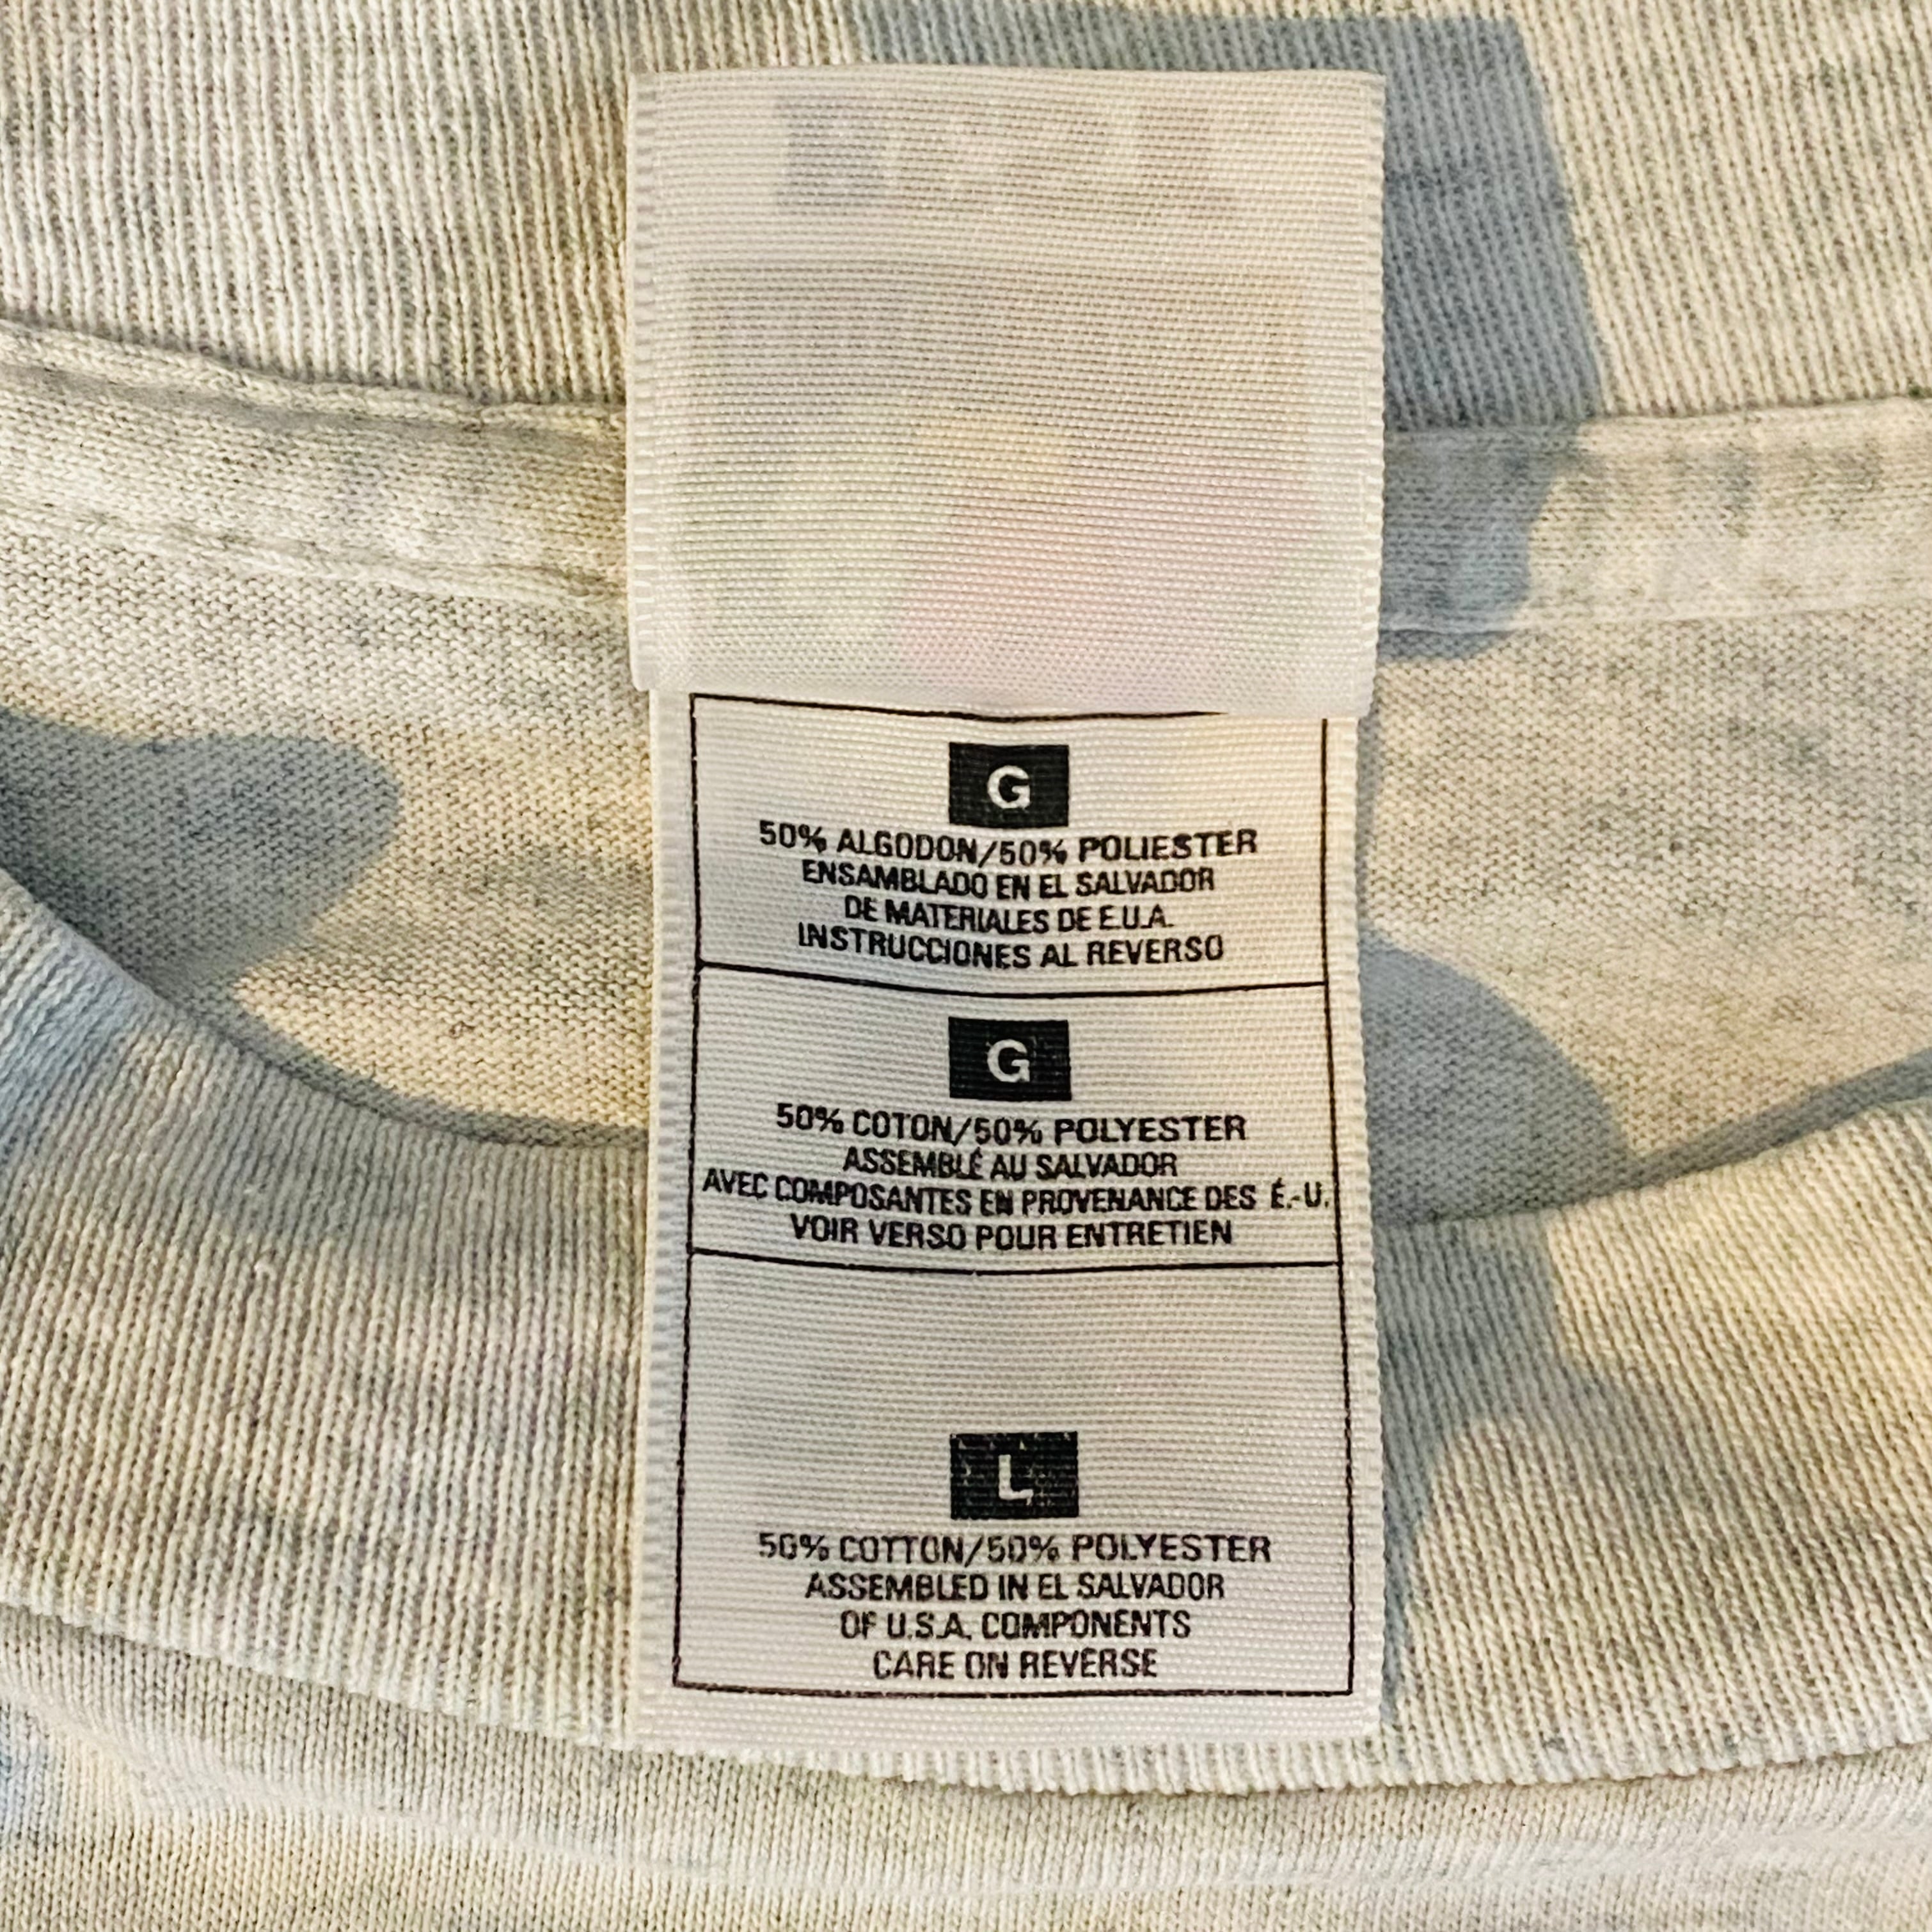 G
50% ALGODON/50% POLIESTER
ENSAMBLADO EN EL SALVADOR
DE MATERIALES DE E.U.A.
INSTRUCCIONES AL REVERSO
G
50% COTON/50% POLYESTER
ASSEMBLÉ AU SALVADOR
AVEC COMPOSANTES EN PROVENANCE DES É.-U.
VOIR VERSO POUR ENTRETIEN
L
50% COTTON/50% POLYESTER
ASSEMBLED IN EL SALVADOR
OF U.S.A. COMPONENTS
CARE ON REVERSE